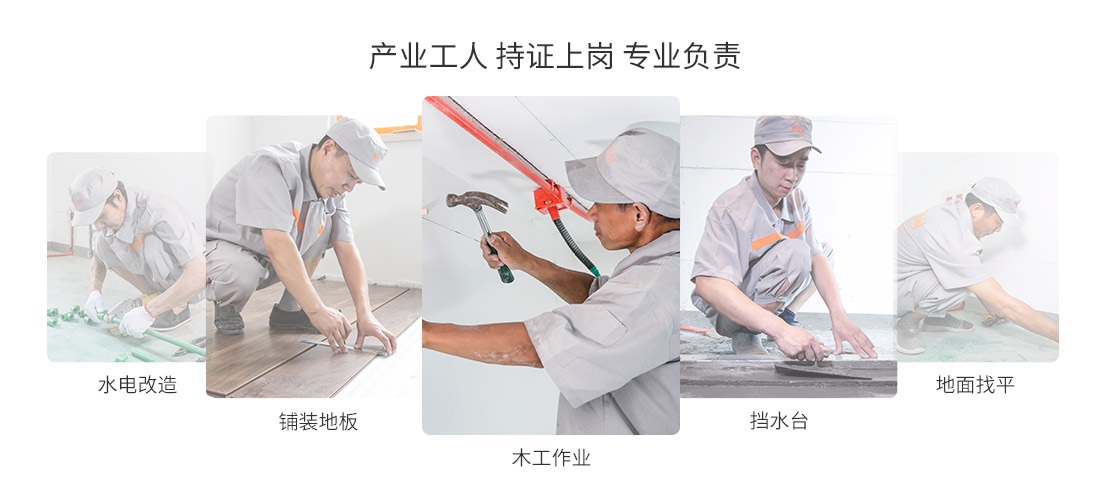 产业工人 持证上岗 专业负责
水电改造
铺装地板
木工作业
挡水台
地面找平